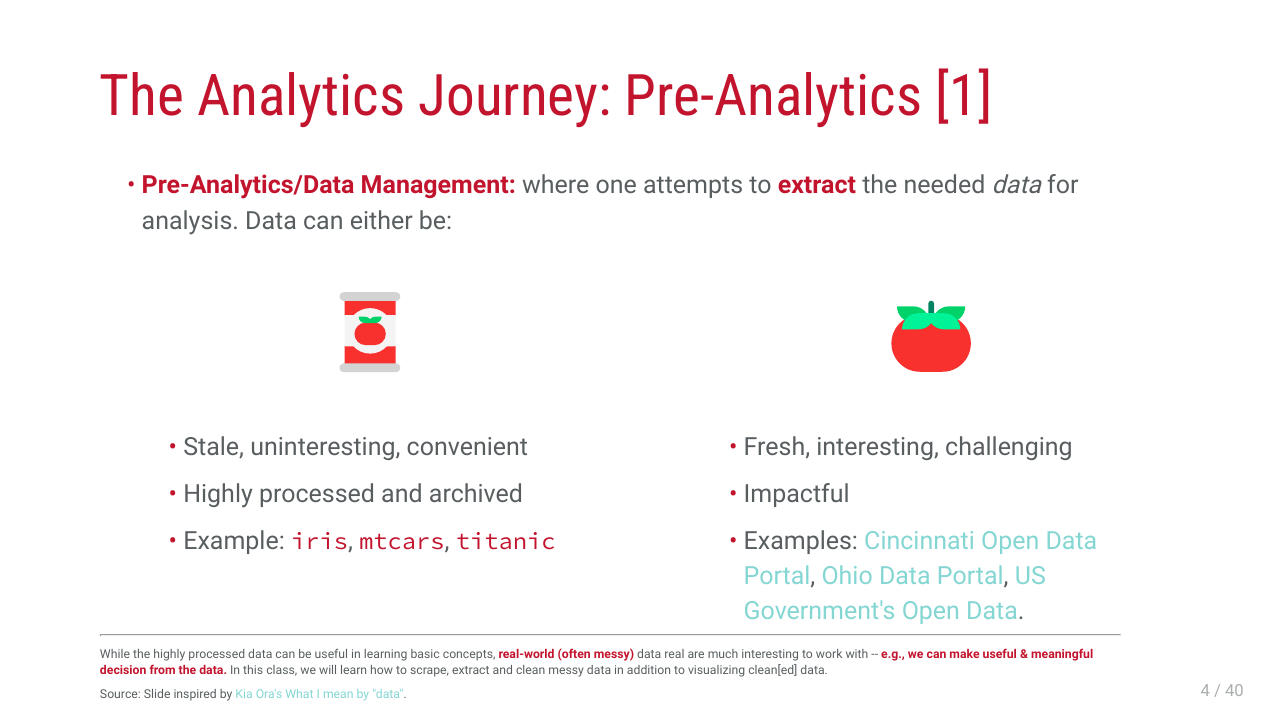 The Analytics Journey: Pre-Analytics [1]
• Pre-Analytics/Data Management: where one attempts to extract the needed data for
analysis. Data can either be:
• Stale, uninteresting, convenient
• Highly processed and archived
• Example: iris, mtcars, titanic
• Fresh, interesting, challenging
• Impactful
• Examples: Cincinnati Open Data
Portal, Ohio Data Portal, US
Government's Open Data.
While the highly processed data can be useful in learning basic concepts, real-world (often messy) data real are much interesting to work with -- e.g., we can make useful & meaningful
decision from the data. In this class, we will learn how to scrape, extract and clean messy data in addition to visualizing clean[ed] data.
Source: Slide inspired by Kia Ora's What I mean by "data".
4 / 40